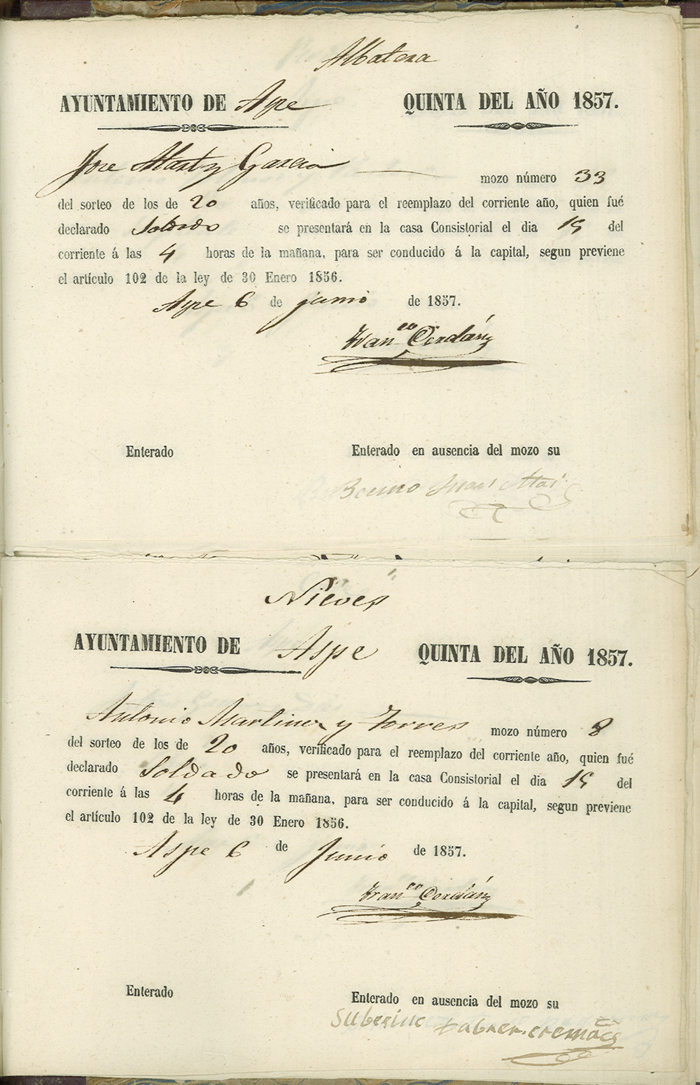 Albatera
AYUNTAMIENTO DE Aspe QUINTA DEL AÑO 1857.
Jose Mart y Garcia mozo número 33
del sorteo de los de 20 años, verificado para el reemplazo del corriente año, quien fué
declarado Soldado se presentará en la casa Consistorial el dia 15 del
corriente á las 4 horas de la mañana, para ser conducido á la capital, segun previene
el artículo 102 de la ley de 30 Enero 1856.
Aspe 6 de junio de 1857.
Fran.co Cerdán
Enterado Enterado en ausencia del mozo su
Nieves
AYUNTAMIENTO DE Aspe QUINTA DEL AÑO 1857.
Antonio Martinez y Torres mozo número 8
del sorteo de los de 20 años, verificado para el reemplazo del corriente año, quien fué
declarado Soldado se presentará en la casa Consistorial el dia 15 del
corriente á las 4 horas de la mañana, para ser conducido á la capital, segun previene
el artículo 102 de la ley de 30 Enero 1856.
Aspe 6 de Junio de 1857.
Fran.co Cerdán
Enterado Enterado en ausencia del mozo su